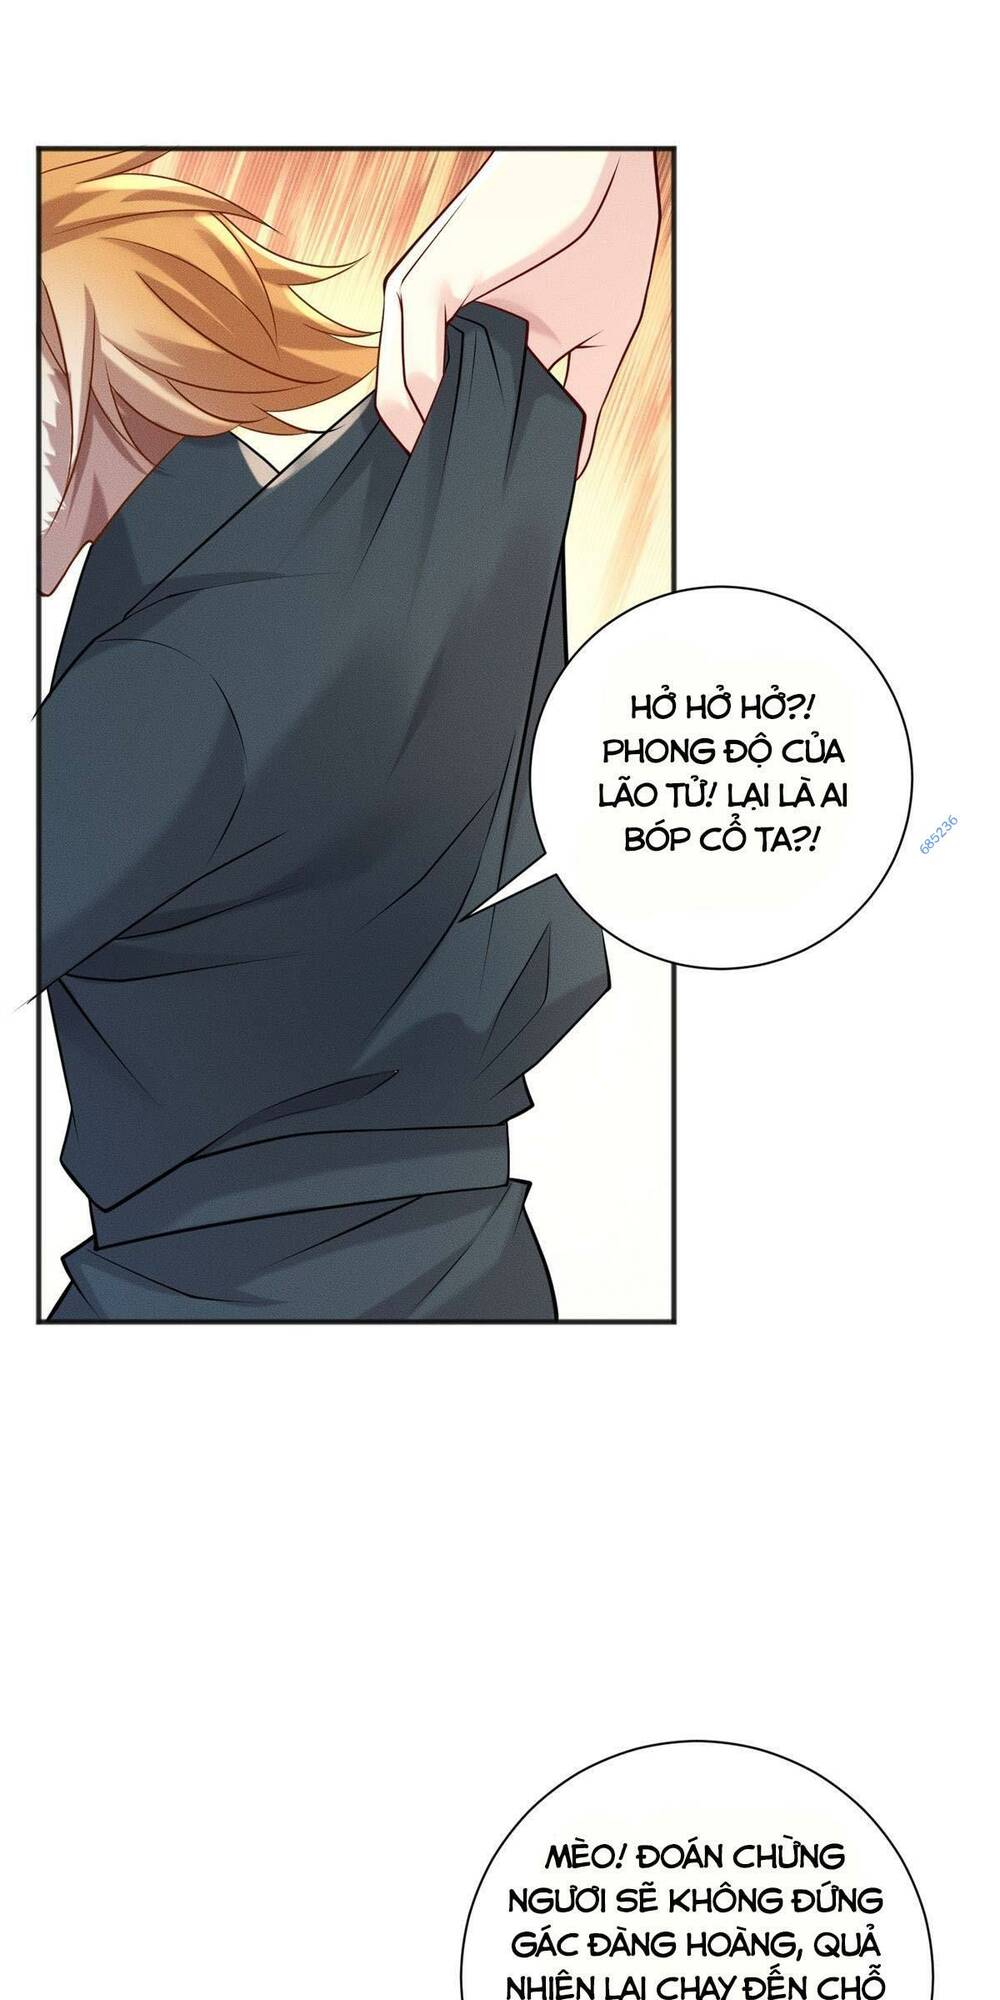 HỞ HỞ HỞ?!
PHONG ĐỘ CỦA
LÃO TỬ! LẠI LÀ AI
BÓP CỔ TA?!
685236
MÈO! ĐOÁN CHỪNG
NGƯƠI SẼ KHÔNG ĐỨNG
GÁC ĐÀNG HOÀNG, QUẢ
NHIÊN LẠI CHẠY ĐẾN CHỖ